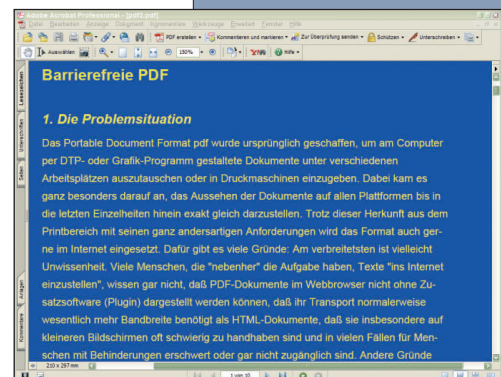 Adobe Acrobat Professional - [pdf2.pdf]
Datei Bearbeiten Anzeige Dokument Kommentare Werkzeuge Erweitert Fenster Hilfe
PDF erstellen Kommentieren und markieren Zur Überprüfung senden Schützen Unterschreiben
Auswählen 150% Hilfe
Lesezeichen
Unterschriften
Seiten
Anlagen
Kommentare
Barrierefreie PDF
1. Die Problemsituation
Das Portable Document Format pdf wurde ursprünglich geschaffen, um am Computer
per DTP- oder Grafik-Programm gestaltete Dokumente unter verschiedenen
Arbeitsplätzen auszutauschen oder in Druckmaschinen einzugeben. Dabei kam es
ganz besonders darauf an, das Aussehen der Dokumente auf allen Plattformen bis in
die letzten Einzelheiten hinein exakt gleich darzustellen. Trotz dieser Herkunft aus dem
Printbereich mit seinen ganz andersartigen Anforderungen wird das Format auch ger-
ne im Internet eingesetzt. Dafür gibt es viele Gründe: Am verbreitetsten ist vielleicht
Unwissenheit. Viele Menschen, die "nebenher" die Aufgabe haben, Texte "ins Internet
einzustellen", wissen gar nicht, daß PDF-Dokumente im Webbrowser nicht ohne Zu-
satzsoftware (Plugin) dargestellt werden können, daß ihr Transport normalerweise
wesentlich mehr Bandbreite benötigt als HTML-Dokumente, daß sie insbesondere auf
kleineren Bildschirmen oft schwierig zu handhaben sind und in vielen Fällen für Men-
schen mit Behinderungen erschwert oder gar nicht zugänglich sind. Andere Gründe
210 x 297 mm
1 von 10